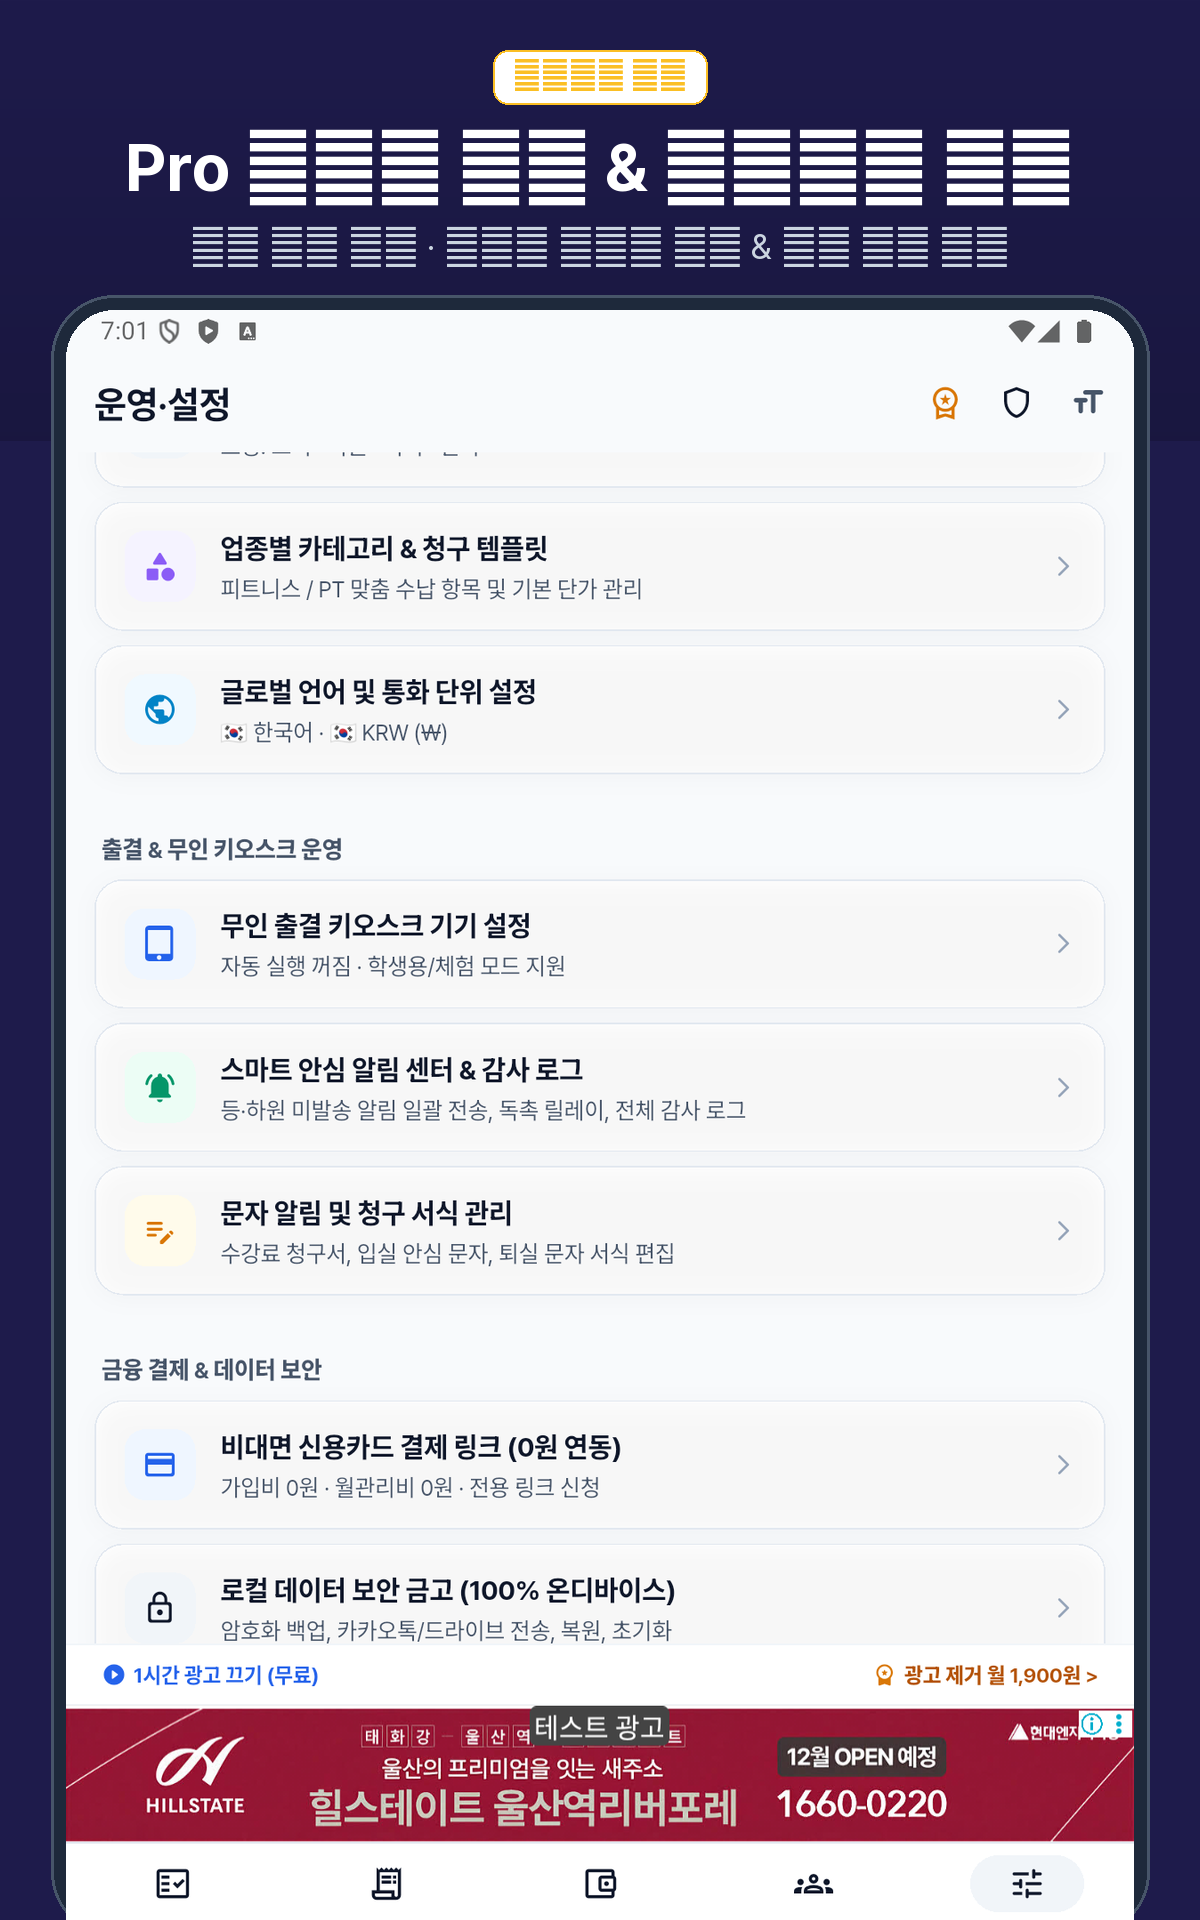 Pro &
· &
7:01
운영·설정
업종별 카테고리 & 청구 템플릿
피트니스 / PT 맞춤 수납 항목 및 기본 단가 관리
글로벌 언어 및 통화 단위 설정
🇰🇷 한국어 · 🇰🇷 KRW (₩)
출결 & 무인 키오스크 운영
무인 출결 키오스크 기기 설정
자동 실행 꺼짐 · 학생용/체험 모드 지원
스마트 안심 알림 센터 & 감사 로그
등·하원 미발송 알림 일괄 전송, 독촉 릴레이, 전체 감사 로그
문자 알림 및 청구 서식 관리
수강료 청구서, 입실 안심 문자, 퇴실 문자 서식 편집
금융 결제 & 데이터 보안
비대면 신용카드 결제 링크 (0원 연동)
가입비 0원 · 월관리비 0원 · 전용 링크 신청
로컬 데이터 보안 금고 (100% 온디바이스)
암호화 백업, 카카오톡/드라이브 전송, 복원, 초기화
1시간 광고 끄기 (무료)
광고 제거 월 1,900원 >
태화강 - 울산역
테스트 광고
울산의 프리미엄을 잇는 새주소
힐스테이트 울산역리버포레
HILLSTATE
12월 OPEN 예정
1660-0220
현대엔지